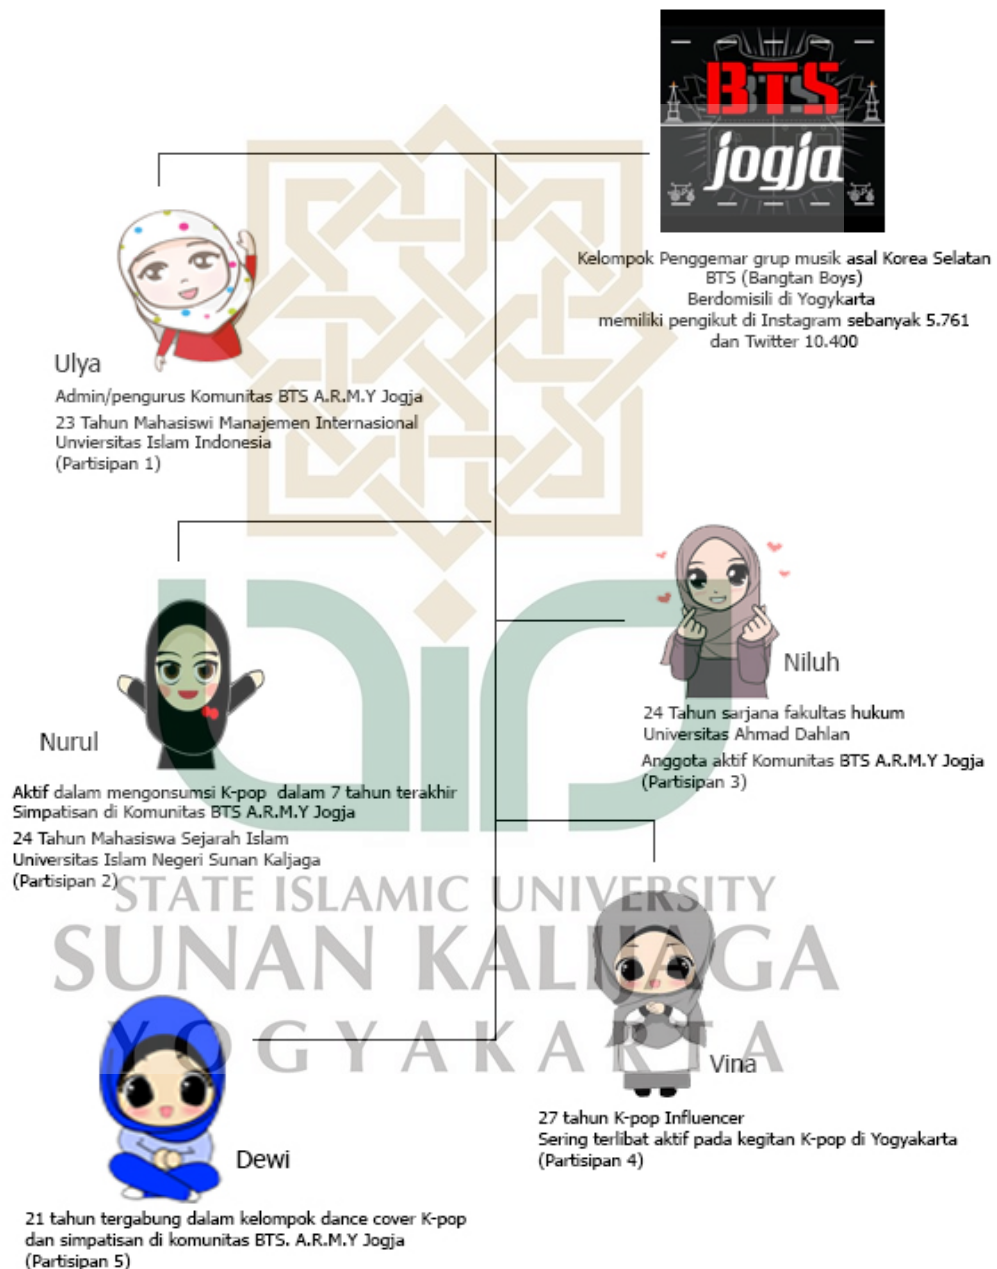 BTS
jogja
Kelompok Penggemar grup musik asal Korea Selatan
BTS (Bangtan Boys)
Berdomisili di Yogykarta
memiliki pengikut di Instagram sebanyak 5.761
dan Twitter 10.400
Ulya
Admin/pengurus Komunitas BTS A.R.M.Y Jogja
23 Tahun Mahasiswi Manajemen Internasional
Unviersitas Islam Indonesia
(Partisipan 1)
Niluh
24 Tahun sarjana fakultas hukum
Universitas Ahmad Dahlan
Anggota aktif Komunitas BTS A.R.M.Y Jogja
(Partisipan 3)
Nurul
Aktif dalam mengonsumsi K-pop dalam 7 tahun terakhir
Simpatisan di Komunitas BTS A.R.M.Y Jogja
24 Tahun Mahasiswa Sejarah Islam
Universitas Islam Negeri Sunan Kaljaga
(Partisipan 2)
STATE ISLAMIC UNIVERSITY
SUNAN KALIJAGA
YOGYAKARTA
Vina
27 tahun K-pop Influencer
Sering terlibat aktif pada kegitan K-pop di Yogyakarta
(Partisipan 4)
Dewi
21 tahun tergabung dalam kelompok dance cover K-pop
dan simpatisan di komunitas BTS. A.R.M.Y Jogja
(Partisipan 5)